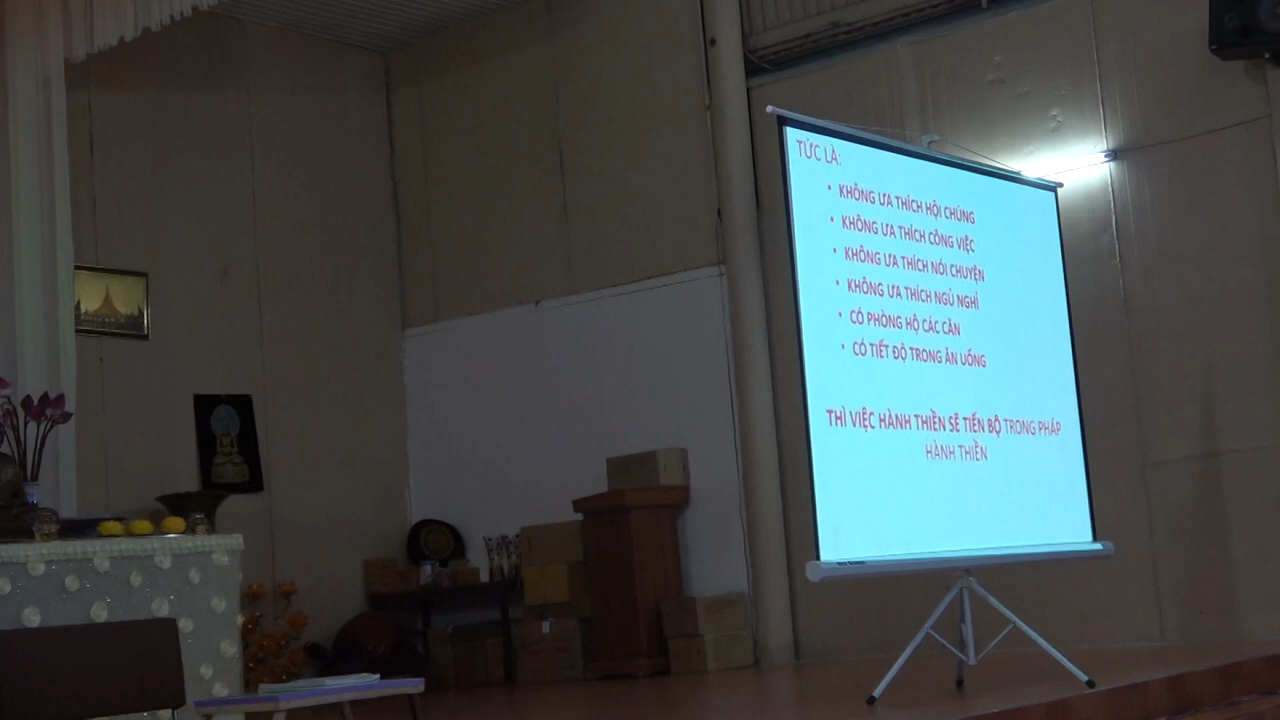 TỨC LÀ:
• KHÔNG ƯA THÍCH HỘI CHÚNG
• KHÔNG ƯA THÍCH CÔNG VIỆC
• KHÔNG ƯA THÍCH NÓI CHUYỆN
• KHÔNG ƯA THÍCH NGỦ NGHỈ
• CÓ PHÒNG HỘ CÁC CĂN
• CÓ TIẾT ĐỘ TRONG ĂN UỐNG
THÌ VIỆC HÀNH THIỀN SẼ TIẾN BỘ TRONG PHÁP
HÀNH THIỀN